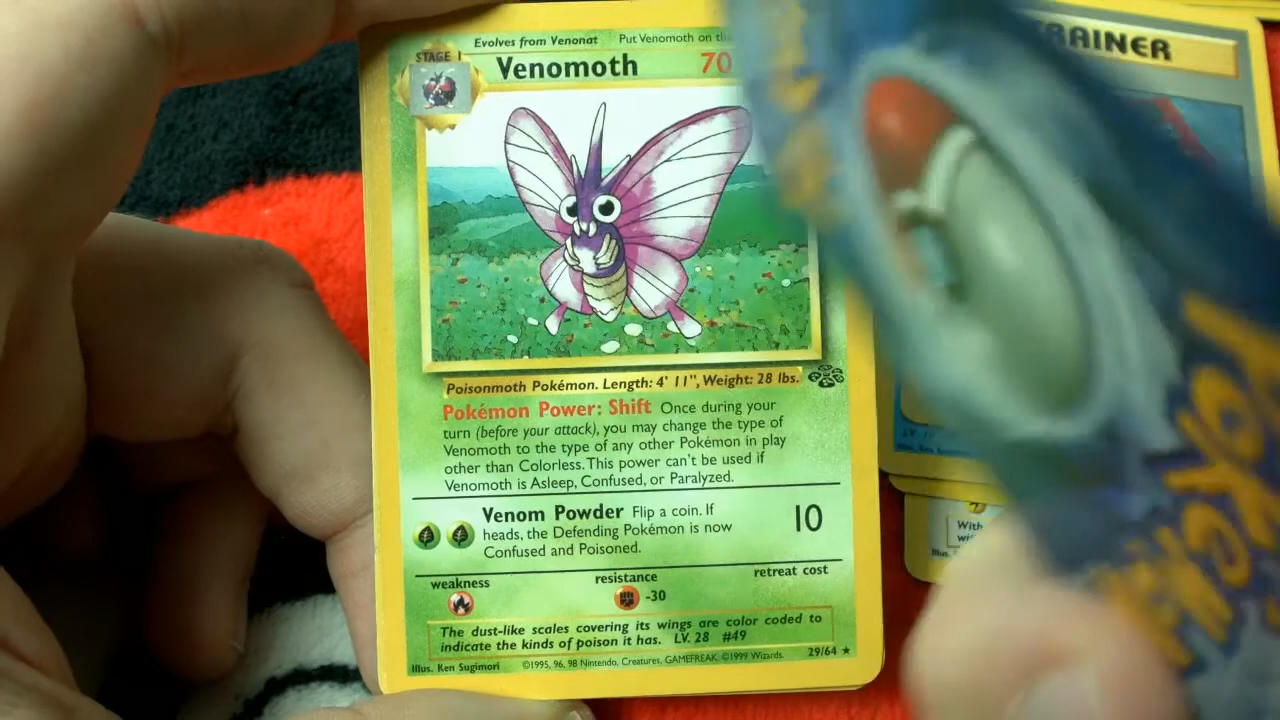 Evolves from Venonat Put Venomoth on the
STAGE 1
Venomoth 70
Poisonmoth Pokémon. Length: 4' 11", Weight: 28 lbs.
Pokémon Power: Shift Once during your
turn (before your attack), you may change the type of
Venomoth to the type of any other Pokémon in play
other than Colorless. This power can't be used if
Venomoth is Asleep, Confused, or Paralyzed.
Venom Powder Flip a coin. If
heads, the Defending Pokémon is now
Confused and Poisoned.
10
weakness resistance retreat cost
-30
The dust-like scales covering its wings are color coded to
indicate the kinds of poison it has. LV. 28 #49
Illus. Ken Sugimori ©1995, 96, 98 Nintendo, Creatures, GAMEFREAK. ©1999 Wizards. 29/64 ★
TRAINER
With
Illus.